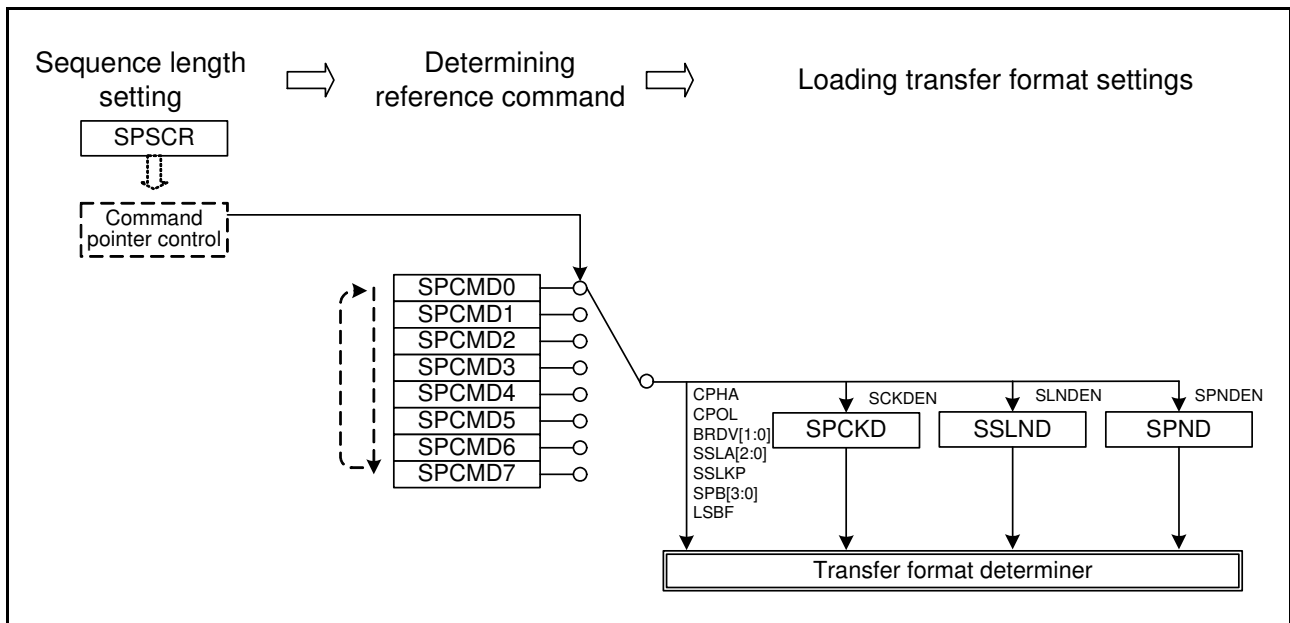 Sequence length
setting
Determining
reference command
Loading transfer format settings
SPSCR
Command
pointer control
SPCMD0
SPCMD1
SPCMD2
SPCMD3
SPCMD4
SPCMD5
SPCMD6
SPCMD7
CPHA
CPOL
BRDV[1:0]
SSLA[2:0]
SSLKP
SPB[3:0]
LSBF
SCKDEN
SPCKD
SLNDEN
SSLND
SPNDEN
SPND
Transfer format determiner